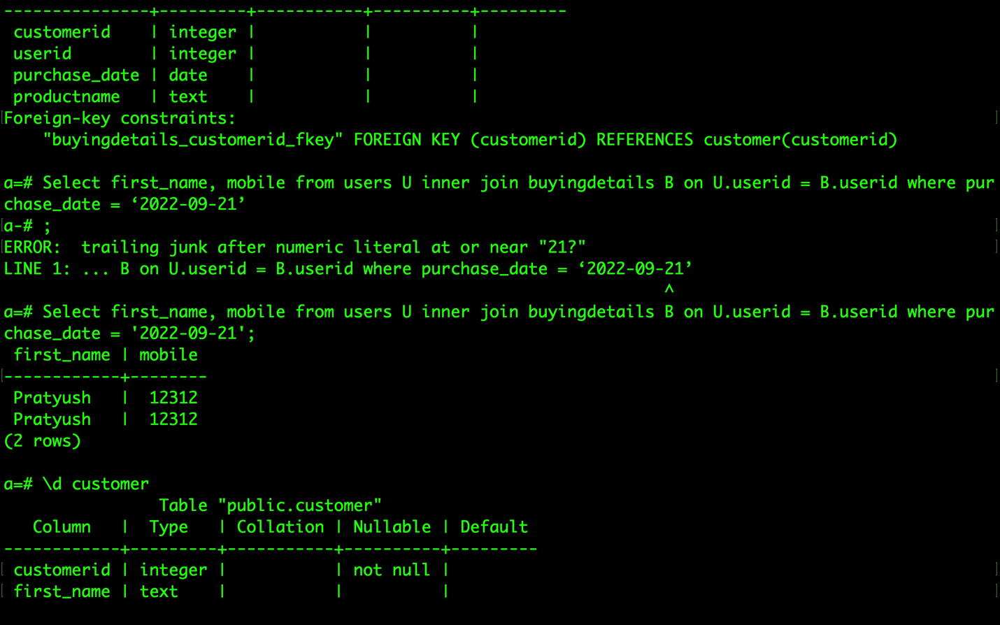 ---------------+---------+-----------+----------+---------
 customerid    | integer |           |          |
 userid        | integer |           |          |
 purchase_date | date    |           |          |
 productname   | text    |           |          |
Foreign-key constraints:
    "buyingdetails_customerid_fkey" FOREIGN KEY (customerid) REFERENCES customer(customerid)

a=# Select first_name, mobile from users U inner join buyingdetails B on U.userid = B.userid where pur
chase_date = ‘2022-09-21’
a-# ;
ERROR:  trailing junk after numeric literal at or near "21?"
LINE 1: ... B on U.userid = B.userid where purchase_date = ‘2022-09-21’
                                                                    ^
a=# Select first_name, mobile from users U inner join buyingdetails B on U.userid = B.userid where pur
chase_date = '2022-09-21';
 first_name | mobile
------------+--------
 Pratyush   |  12312
 Pratyush   |  12312
(2 rows)

a=# \d customer
                Table "public.customer"
   Column   |  Type   | Collation | Nullable | Default
------------+---------+-----------+----------+---------
 customerid | integer |           | not null |
 first_name | text    |           |          |